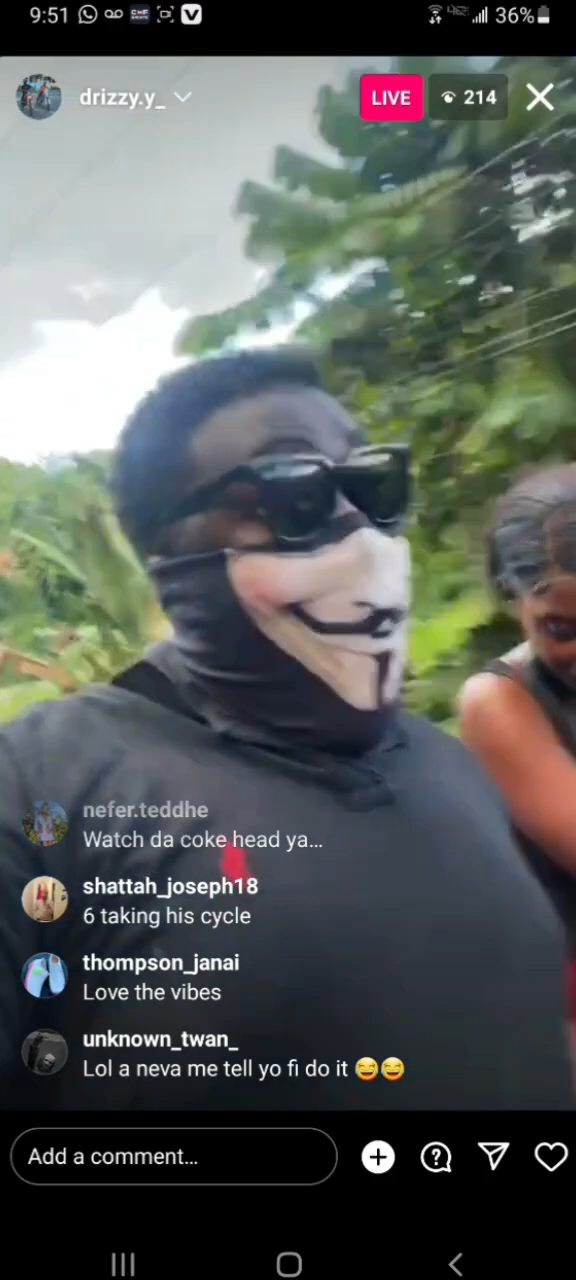 9:51
36%
drizzy.y_
LIVE
214
nefer.teddhe
Watch da coke head ya...
shattah_joseph18
6 taking his cycle
thompson_janai
Love the vibes
unknown_twan_
Lol a neva me tell yo fi do it 😂😂
Add a comment...